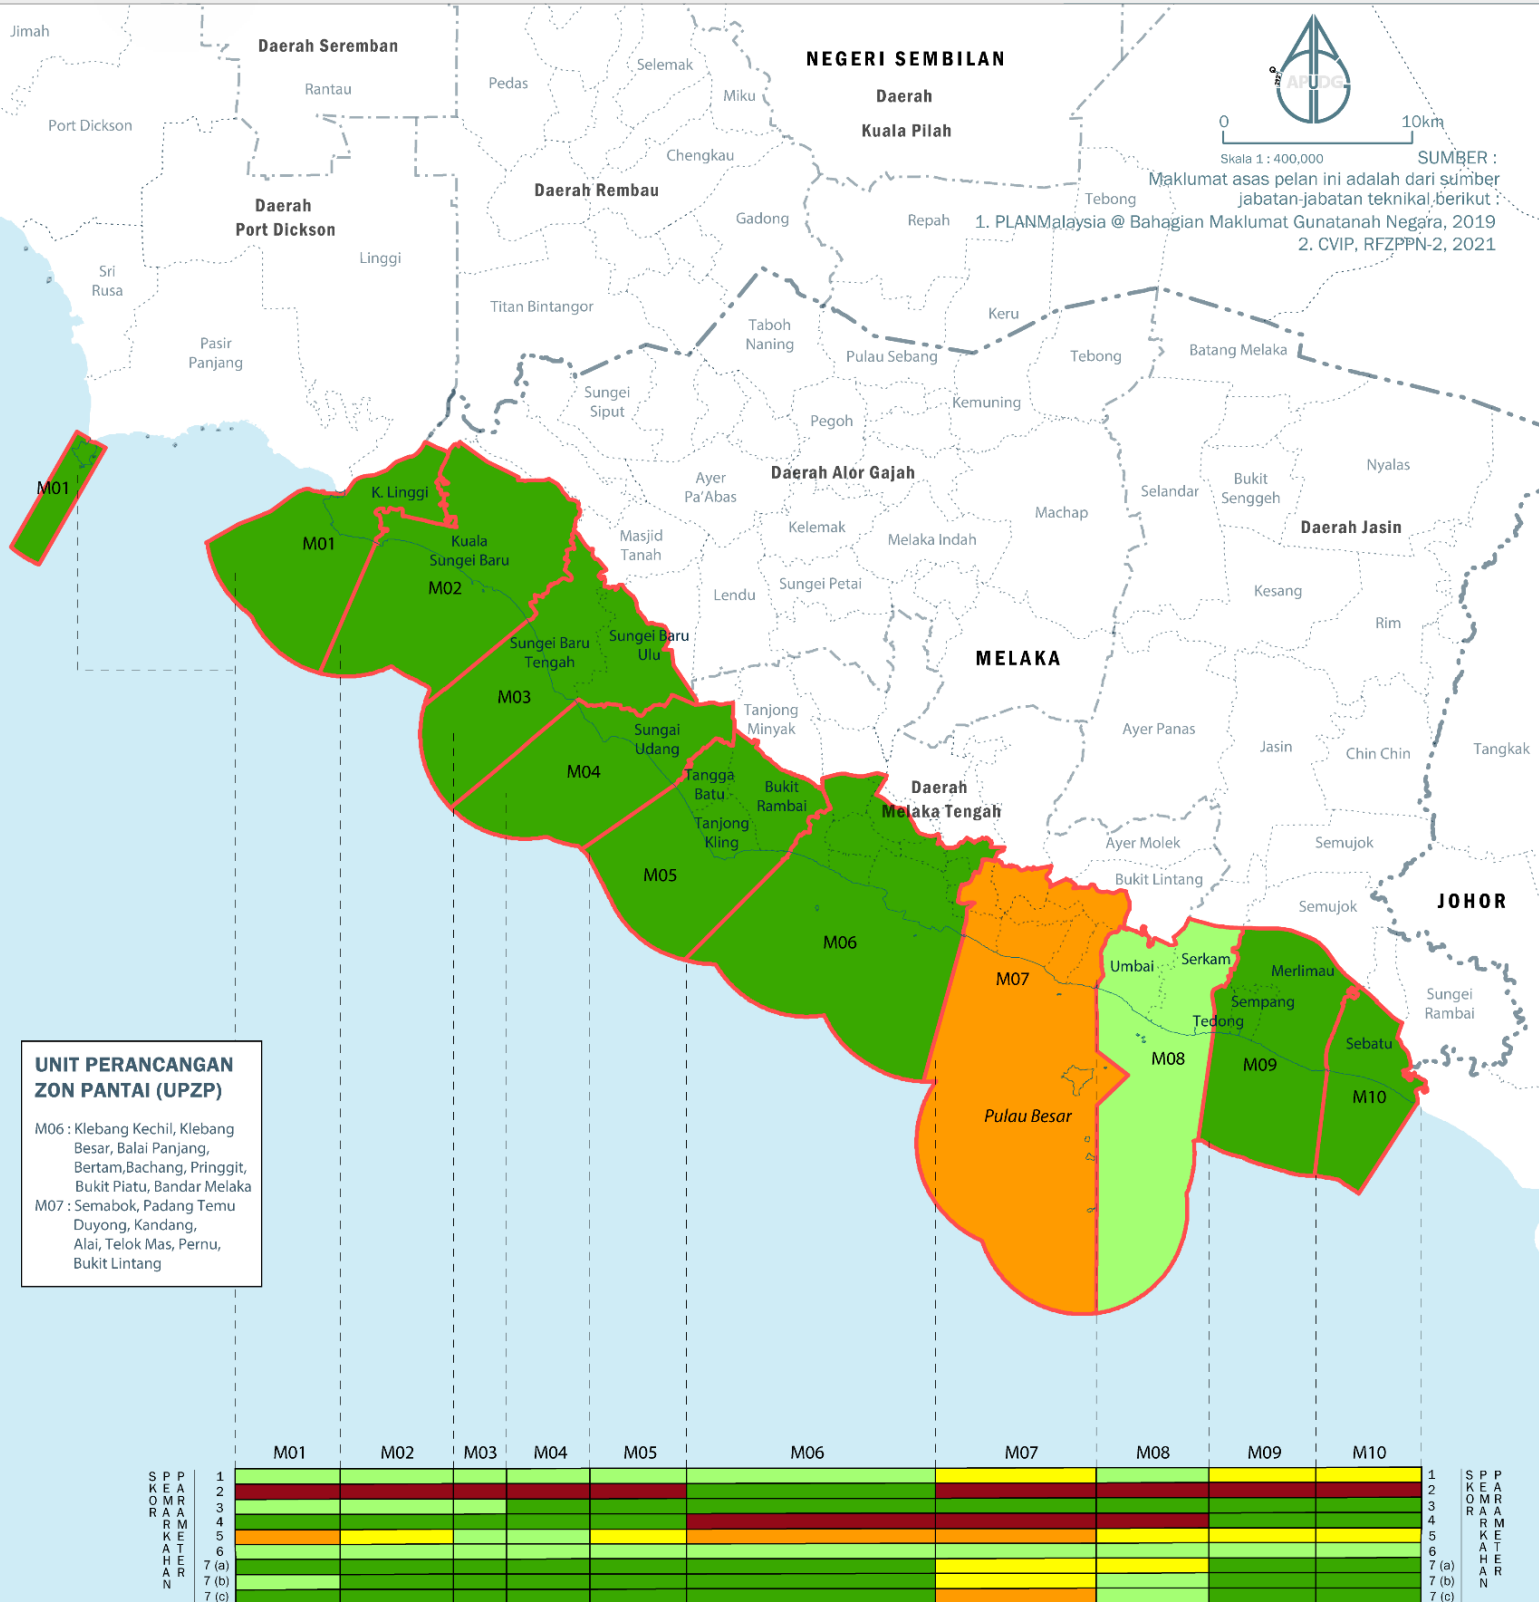 Jimah
Daerah Seremban
Rantau
Port Dickson
Pedas
Selemak
Miku
Chengkau
NEGERI SEMBILAN
Daerah
Kuala Pilah
APUDG
0
10km
Skala 1 : 400,000
SUMBER :
Maklumat asas pelan ini adalah dari sumber
jabatan-jabatan teknikal berikut :
1. PLANMalaysia @ Bahagian Maklumat Gunatanah Negara, 2019
2. CVIP, RFZPPN-2, 2021
Daerah
Port Dickson
Daerah Rembau
Gadong
Repah
Tebong
Linggi
Sri
Rusa
Titan Bintangor
Pasir
Panjang
Taboh
Naning
Pulau Sebang
Keru
Tebong
Batang Melaka
Sungei
Siput
Pegoh
Kemuning
Ayer
Pa'Abas
Daerah Alor Gajah
Selandar
Bukit
Senggeh
Nyalas
Machap
Daerah Jasin
Masjid
Tanah
Kelemak
Melaka Indah
Lendu
Sungei Petai
Kesang
Rim
MELAKA
M01
K. Linggi
M01
Kuala
Sungei Baru
M02
Sungei Baru
Tengah
Sungei Baru
Ulu
M03
Tanjong
Minyak
Ayer Panas
Jasin
Chin Chin
Tangkak
Sungai
Udang
M04
Tangga
Batu
Bukit
Rambai
Tanjong
Kling
M05
Daerah
Melaka Tengah
Ayer Molek
Semujok
Bukit Lintang
Semujok
JOHOR
M06
M07
Umbai
Serkam
Merlimau
Sempang
Tedong
Sungei
Rambai
Sebatu
M08
M09
M10
Pulau Besar
UNIT PERANCANGAN
ZON PANTAI (UPZP)
M06 : Klebang Kechil, Klebang
Besar, Balai Panjang,
Bertam,Bachang, Pringgit,
Bukit Piatu, Bandar Melaka
M07 : Semabok, Padang Temu
Duyong, Kandang,
Alai, Telok Mas, Pernu,
Bukit Lintang
M01 M02 M03 M04 M05 M06 M07 M08 M09 M10
SKOR
PEMARKAHAN
PARAMETER
1
2
3
4
5
6
7 (a)
7 (b)
7 (c)
1
2
3
4
5
6
7 (a)
7 (b)
7 (c)
SKOR
PEMARKAHAN
PARAMETER